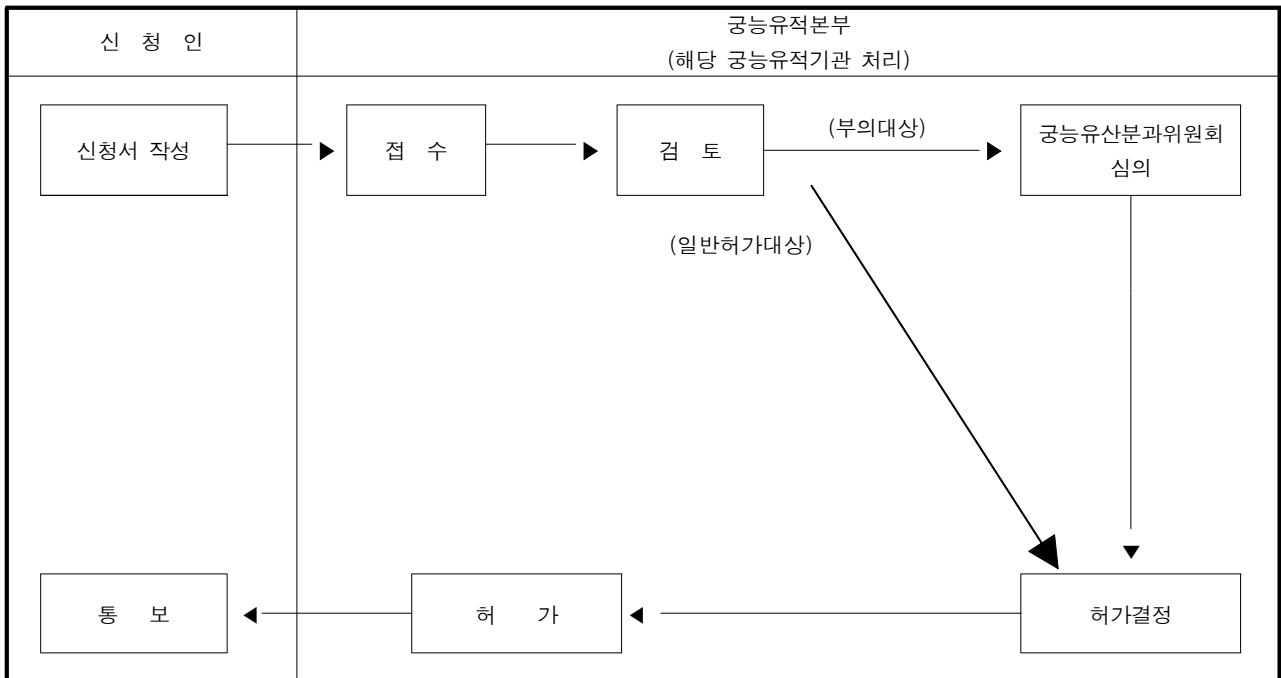 신 청 인
궁능유적본부
(해당 궁능유적기관 처리)
신청서 작성
접 수
검 토
(부의대상)
궁능유산분과위원회
심의
(일반허가대상)
통 보
허 가
허가결정